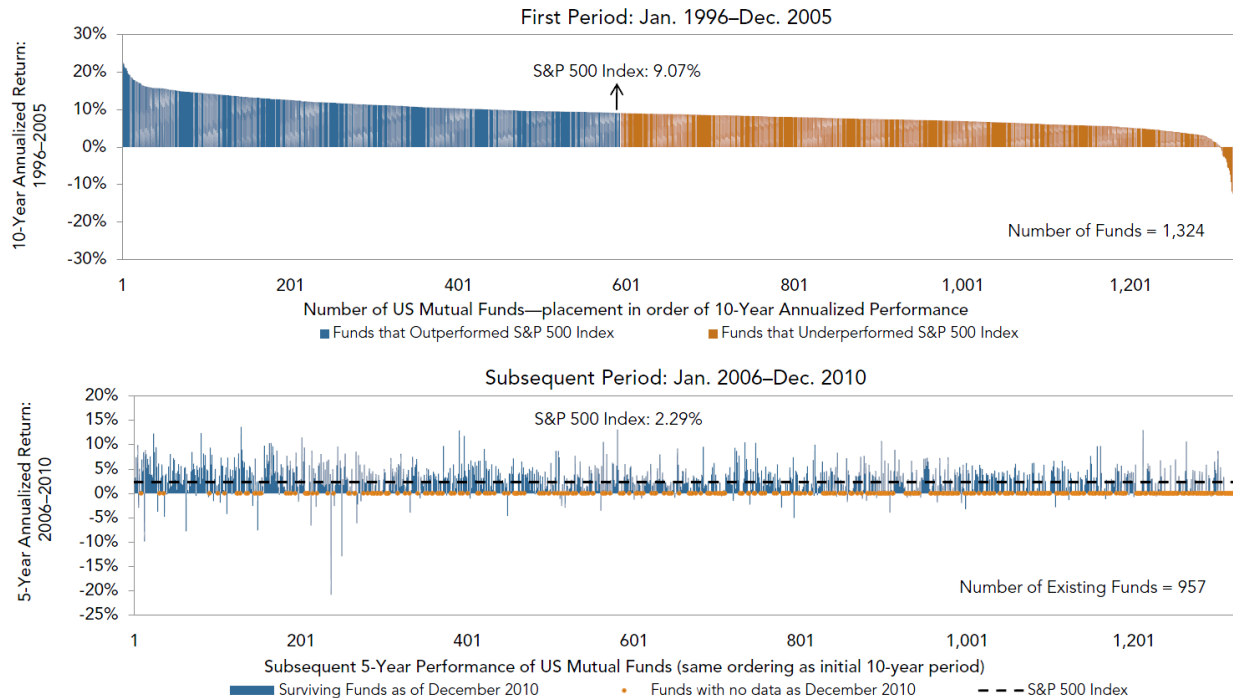 First Period: Jan. 1996–Dec. 2005
10-Year Annualized Return:
1996–2005
30%
20%
10%
0%
-10%
-20%
-30%
S&P 500 Index: 9.07%
Number of Funds = 1,324
1 201 401 601 801 1,001 1,201
Number of US Mutual Funds—placement in order of 10-Year Annualized Performance
Funds that Outperformed S&P 500 Index Funds that Underperformed S&P 500 Index
Subsequent Period: Jan. 2006–Dec. 2010
5-Year Annualized Return:
2006–2010
20%
15%
10%
5%
0%
-5%
-10%
-15%
-20%
-25%
S&P 500 Index: 2.29%
Number of Existing Funds = 957
1 201 401 601 801 1,001 1,201
Subsequent 5-Year Performance of US Mutual Funds (same ordering as initial 10-year period)
Surviving Funds as of December 2010 Funds with no data as December 2010 S&P 500 Index